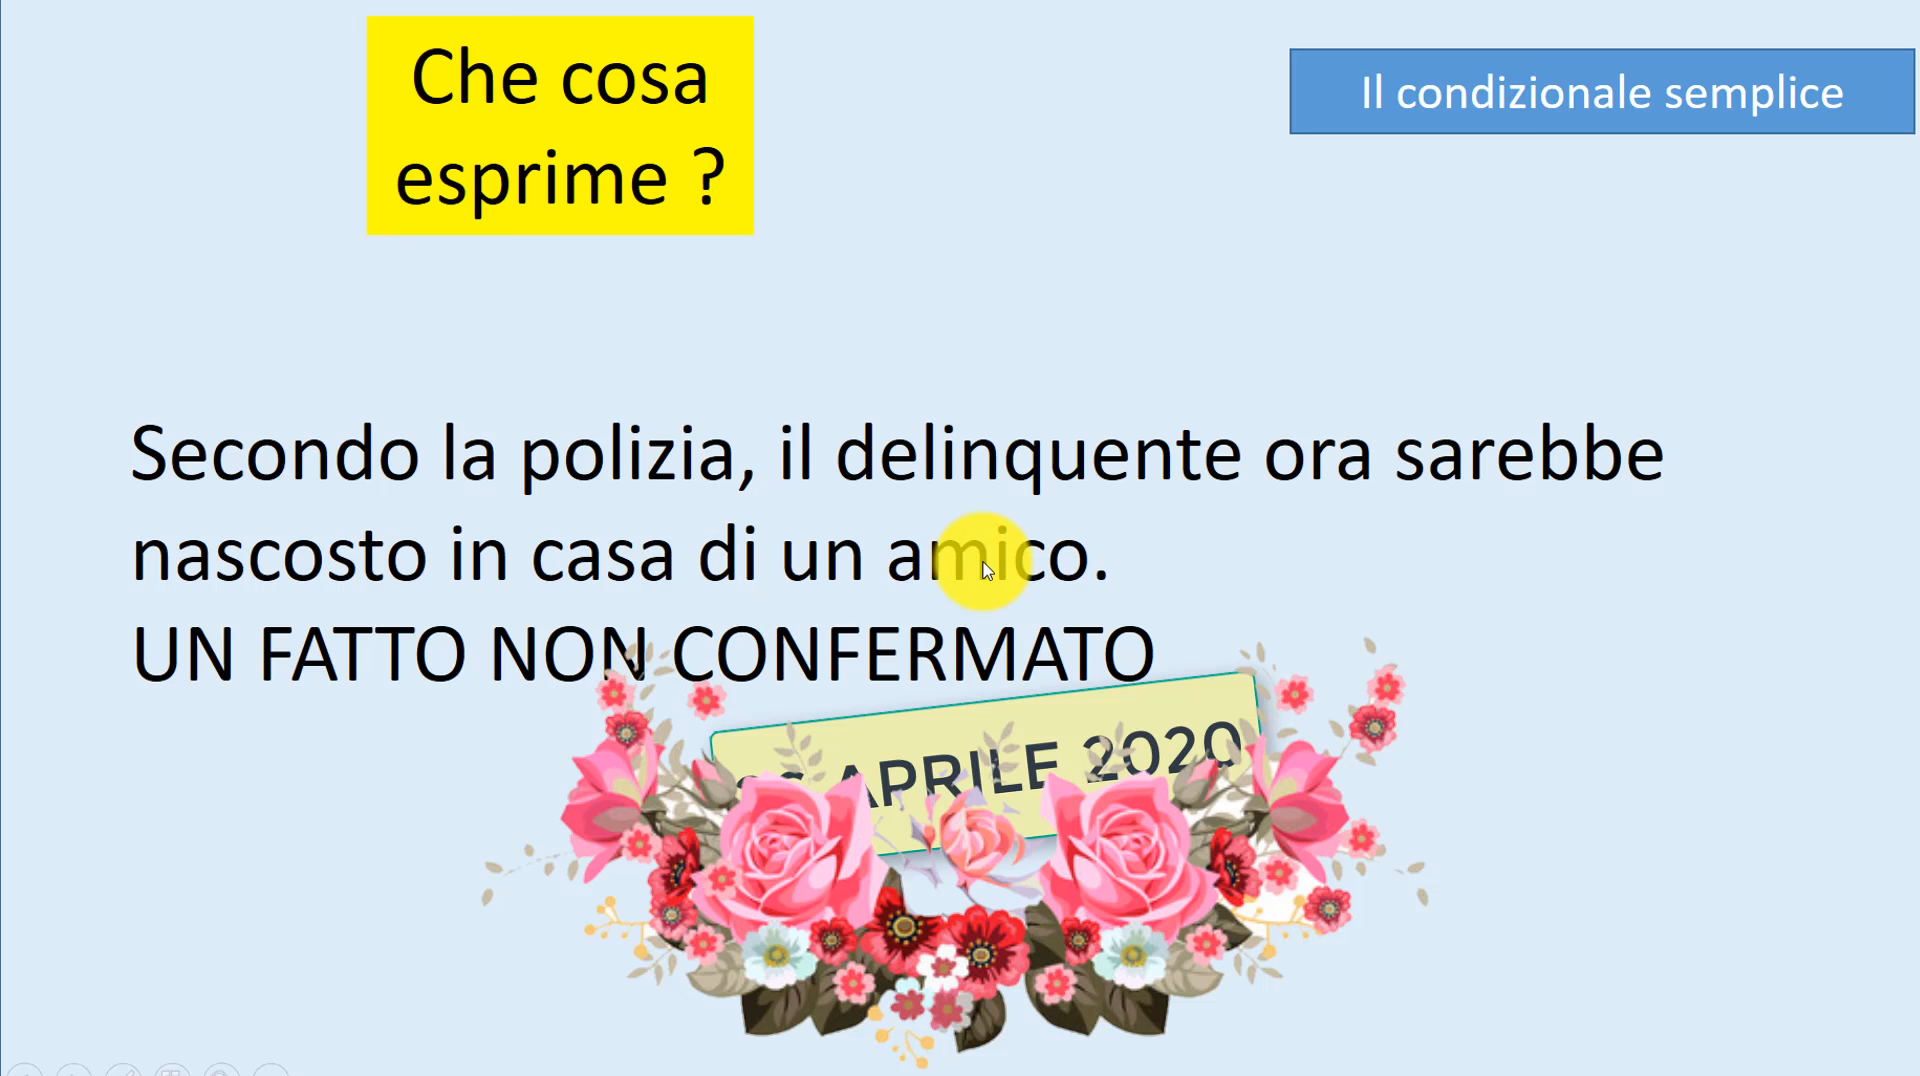 Che cosa
esprime ?
Il condizionale semplice
Secondo la polizia, il delinquente ora sarebbe
nascosto in casa di un amico.
UN FATTO NON CONFERMATO
APRILE 2020